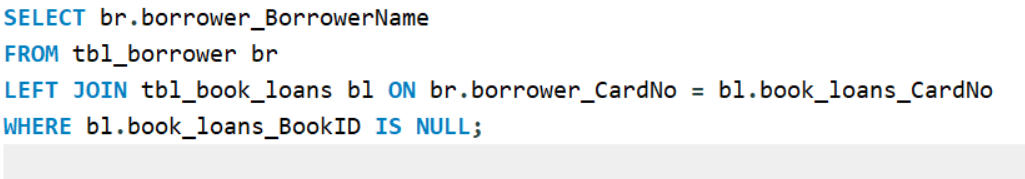 SELECT br.borrower_BorrowerName
FROM tbl_borrower br
LEFT JOIN tbl_book_loans bl ON br.borrower_CardNo = bl.book_loans_CardNo
WHERE bl.book_loans_BookID IS NULL;